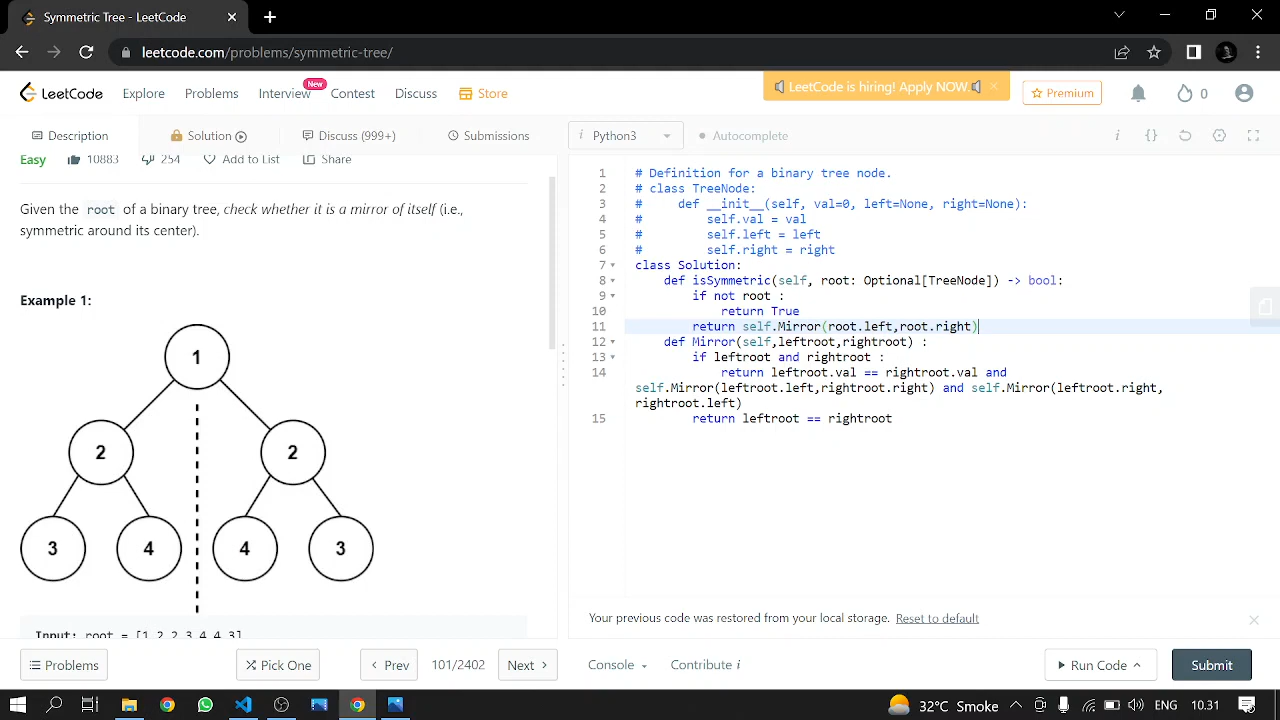 Symmetric Tree - LeetCode
leetcode.com/problems/symmetric-tree/
LeetCode Explore Problems Interview New Contest Discuss Store LeetCode is hiring! Apply NOW. Premium 0
Description Solution Discuss (999+) Submissions
Easy 10883 254 Add to List Share
Given the root of a binary tree, check whether it is a mirror of itself (i.e.,
symmetric around its center).
Example 1:
1
2 2
3 4 4 3
Input: root = [1,2,2,3,4,4,3]
i Python3 Autocomplete i {}
1 # Definition for a binary tree node.
2 # class TreeNode:
3 #     def __init__(self, val=0, left=None, right=None):
4 #         self.val = val
5 #         self.left = left
6 #         self.right = right
7 class Solution:
8     def isSymmetric(self, root: Optional[TreeNode]) -> bool:
9         if not root :
10             return True
11         return self.Mirror(root.left,root.right)
12     def Mirror(self,leftroot,rightroot) :
13         if leftroot and rightroot :
14             return leftroot.val == rightroot.val and
self.Mirror(leftroot.left,rightroot.right) and self.Mirror(leftroot.right,
rightroot.left)
15         return leftroot == rightroot
Your previous code was restored from your local storage. Reset to default
Problems Pick One Prev 101/2402 Next Console Contribute i Run Code Submit
32°C Smoke ENG 10.31